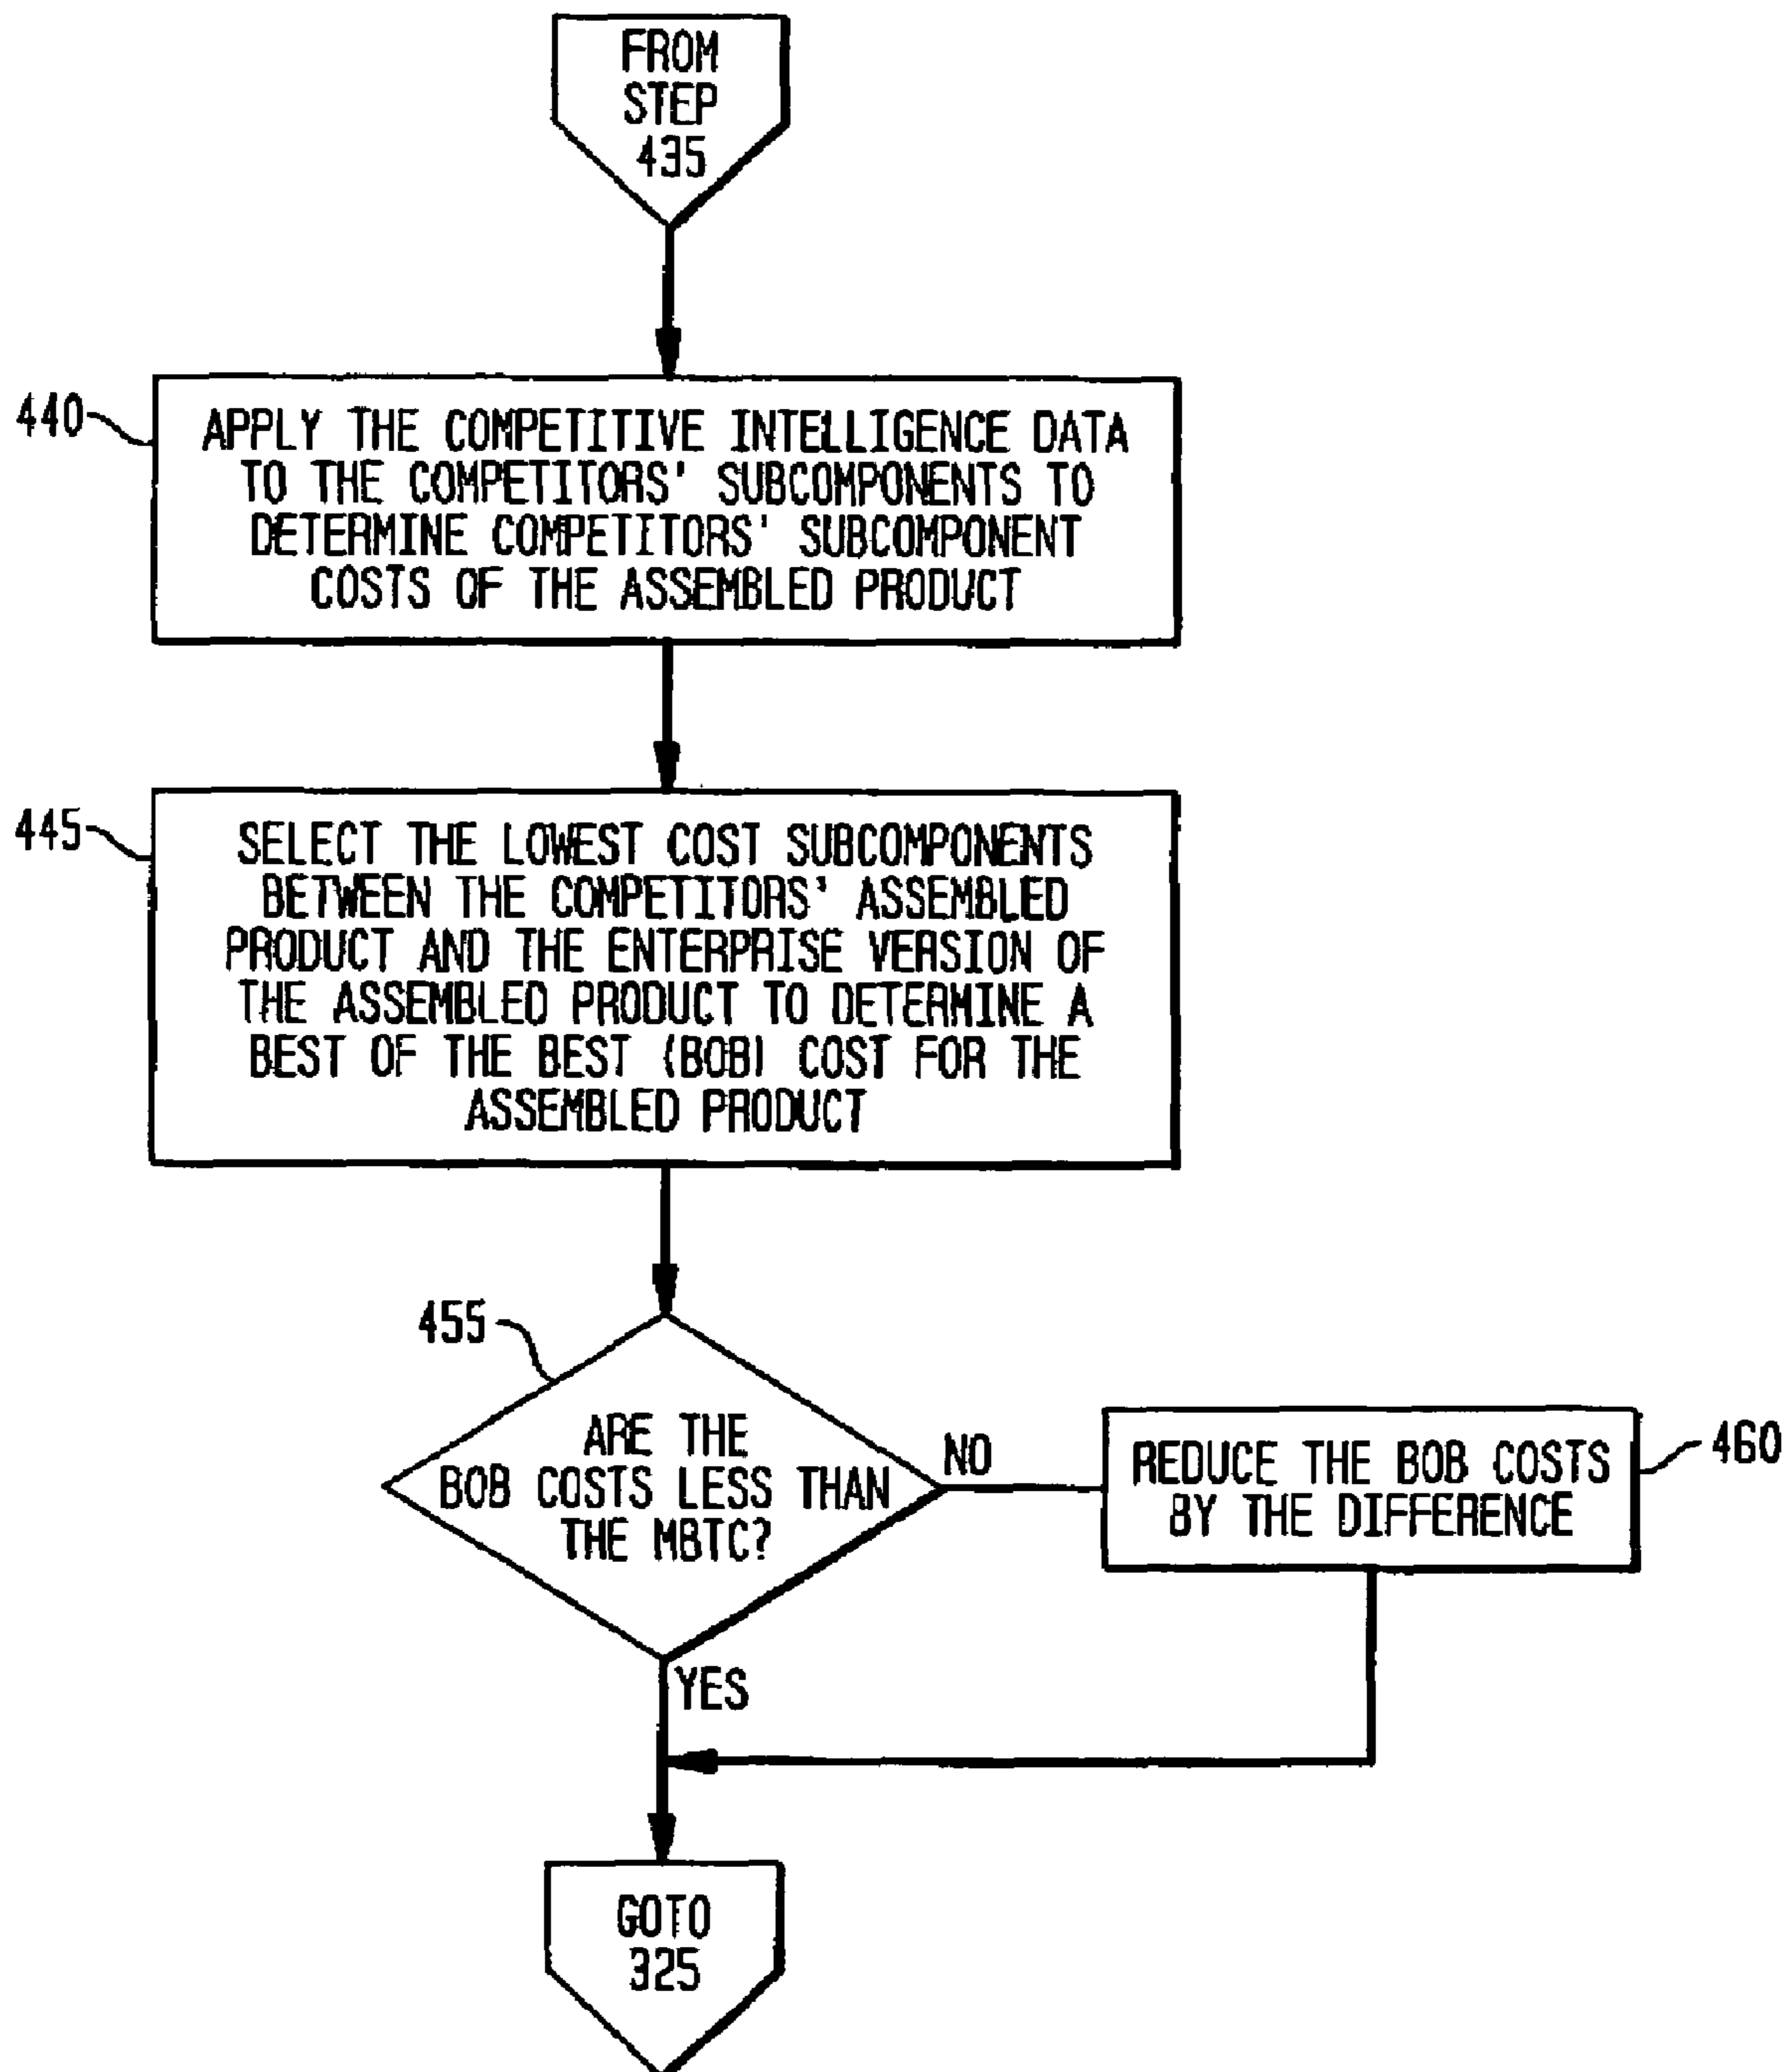 FROM
STEP
435
440
APPLY THE COMPETITIVE INTELLIGENCE DATA
TO THE COMPETITORS' SUBCOMPONENTS TO
DETERMINE COMPETITORS' SUBCOMPONENT
COSTS OF THE ASSEMBLED PRODUCT
445
SELECT THE LOWEST COST SUBCOMPONENTS
BETWEEN THE COMPETITORS' ASSEMBLED
PRODUCT AND THE ENTERPRISE VERSION OF
THE ASSEMBLED PRODUCT TO DETERMINE A
BEST OF THE BEST (BOB) COST FOR THE
ASSEMBLED PRODUCT
455
ARE THE
BOB COSTS LESS THAN
THE MBTC?
NO
REDUCE THE BOB COSTS
BY THE DIFFERENCE
460
YES
GOTO
325